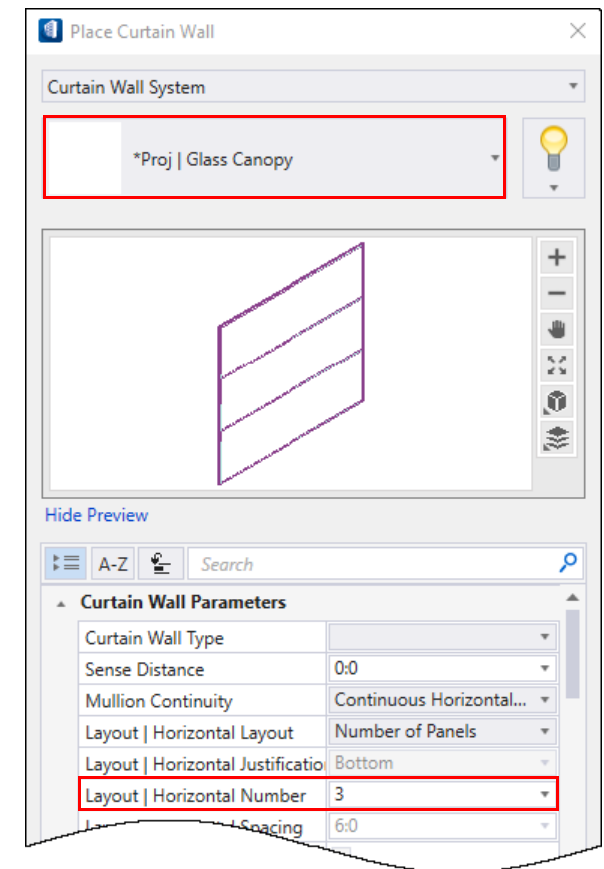 Place Curtain Wall
Curtain Wall System
*Proj | Glass Canopy
Hide Preview
A-Z Search
Curtain Wall Parameters
Curtain Wall Type
Sense Distance 0:0
Mullion Continuity Continuous Horizontal...
Layout | Horizontal Layout Number of Panels
Layout | Horizontal Justificatio Bottom
Layout | Horizontal Number 3
Spacing 6:0